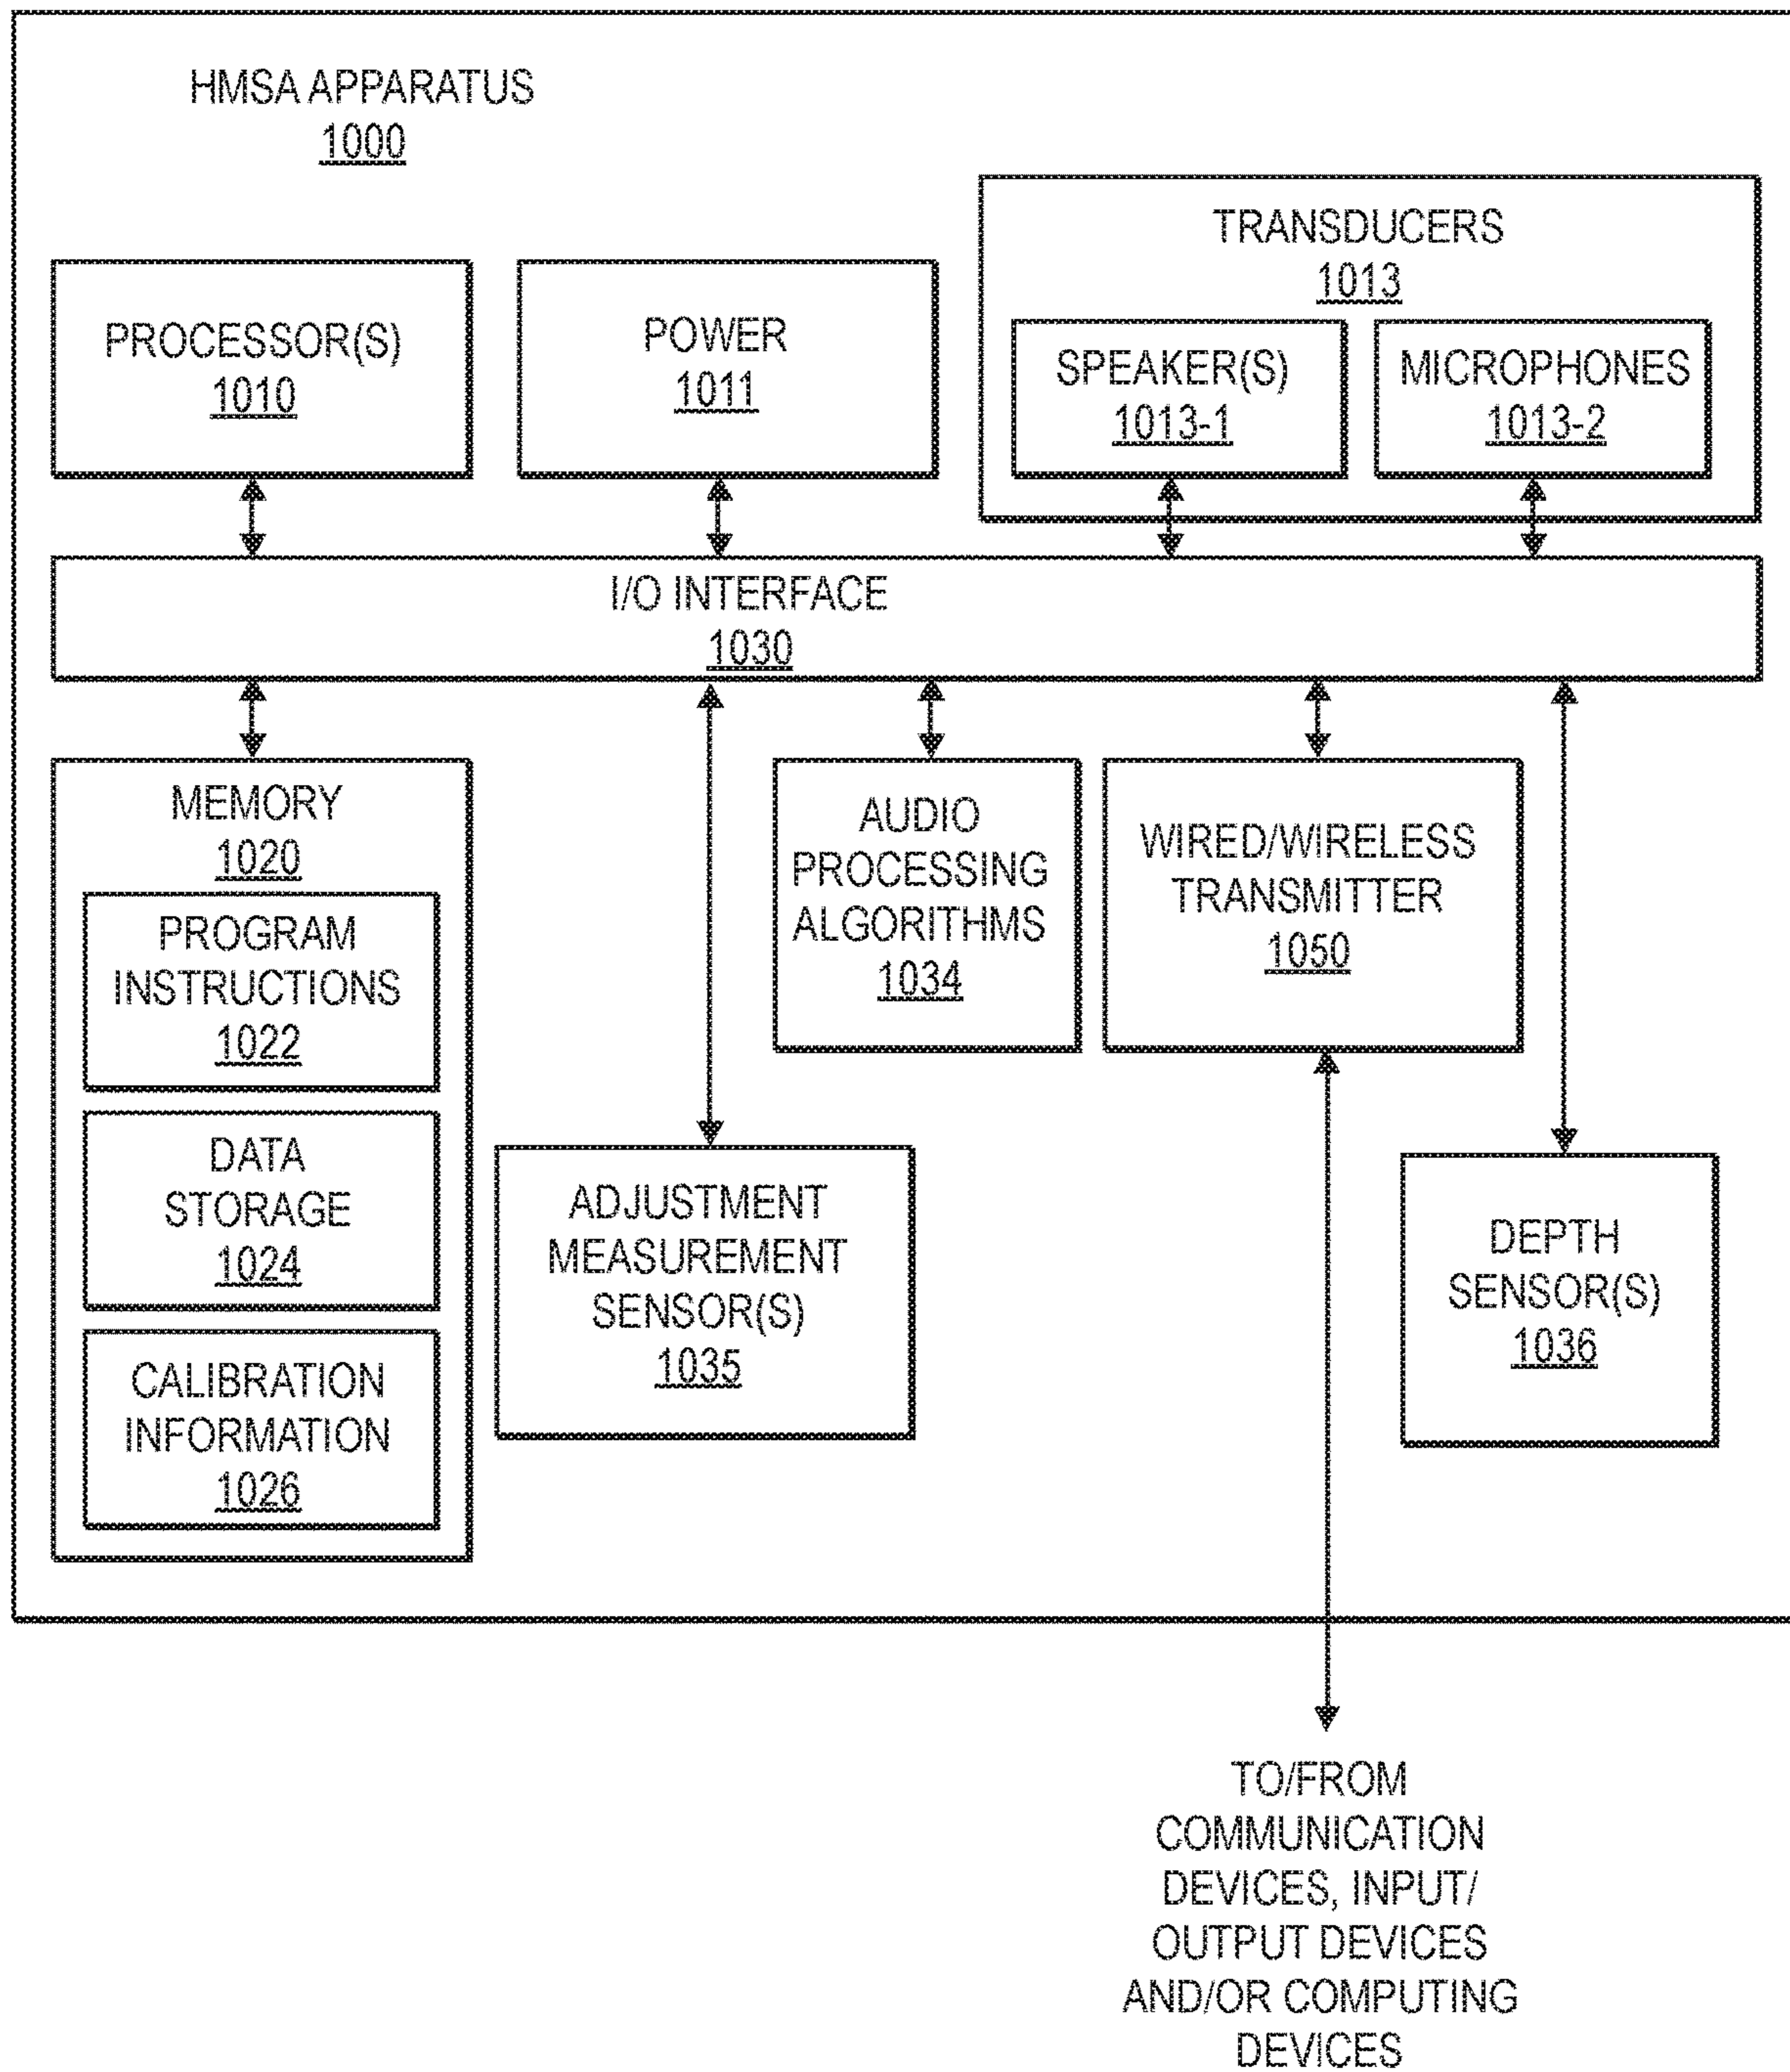 HMSA APPARATUS
1000
TRANSDUCERS
1013
PROCESSOR(S)
1010
POWER
1011
SPEAKER(S)
1013-1
MICROPHONES
1013-2
I/O INTERFACE
1030
MEMORY
1020
PROGRAM
INSTRUCTIONS
1022
DATA
STORAGE
1024
CALIBRATION
INFORMATION
1026
ADJUSTMENT
MEASUREMENT
SENSOR(S)
1035
AUDIO
PROCESSING
ALGORITHMS
1034
WIRED/WIRELESS
TRANSMITTER
1050
DEPTH
SENSOR(S)
1036
TO/FROM
COMMUNICATION
DEVICES, INPUT/
OUTPUT DEVICES
AND/OR COMPUTING
DEVICES